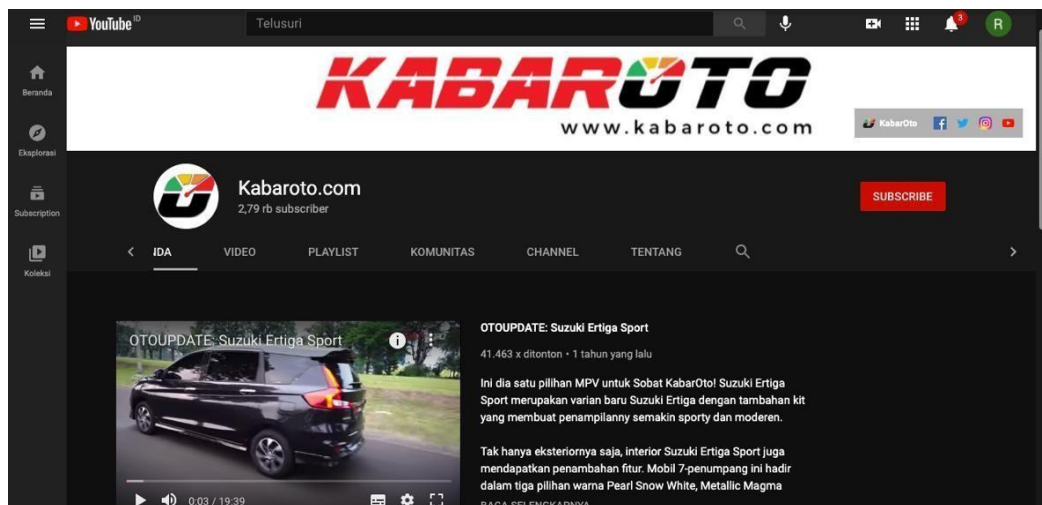 YouTube ID
Telusuri
3
R
KABAROTO
www.kabaroto.com
KabarOto
Beranda
Eksplorasi
Subscription
Koleksi
Kabaroto.com
2,79 rb subscriber
SUBSCRIBE
IDA VIDEO PLAYLIST KOMUNITAS CHANNEL TENTANG
OTOUPDATE: Suzuki Ertiga Sport
0:03 / 19:39
OTOUPDATE: Suzuki Ertiga Sport
41.463 x ditonton • 1 tahun yang lalu
Ini dia satu pilihan MPV untuk Sobat KabarOto! Suzuki Ertiga
Sport merupakan varian baru Suzuki Ertiga dengan tambahan kit
yang membuat penampilanny semakin sporty dan moderen.
Tak hanya eksteriornya saja, interior Suzuki Ertiga Sport juga
mendapatkan penambahan fitur. Mobil 7-penumpang ini hadir
dalam tiga pilihan warna Pearl Snow White, Metallic Magma
BACA SELENGKAPNYA